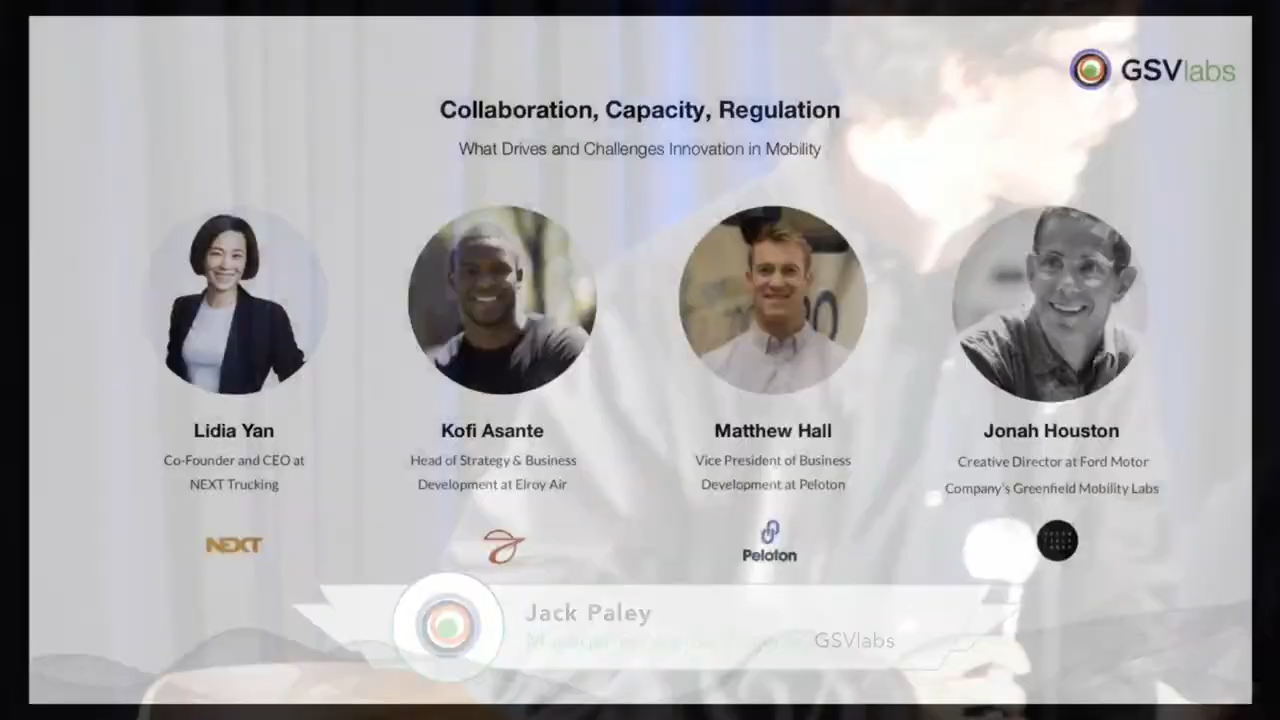 GSVlabs
Collaboration, Capacity, Regulation
What Drives and Challenges Innovation in Mobility
Lidia Yan
Co-Founder and CEO at
NEXT Trucking
NEXT
Kofi Asante
Head of Strategy & Business
Development at Elroy Air
Matthew Hall
Vice President of Business
Development at Peloton
Peloton
Jonah Houston
Creative Director at Ford Motor
Company's Greenfield Mobility Labs
Jack Paley
GSVlabs